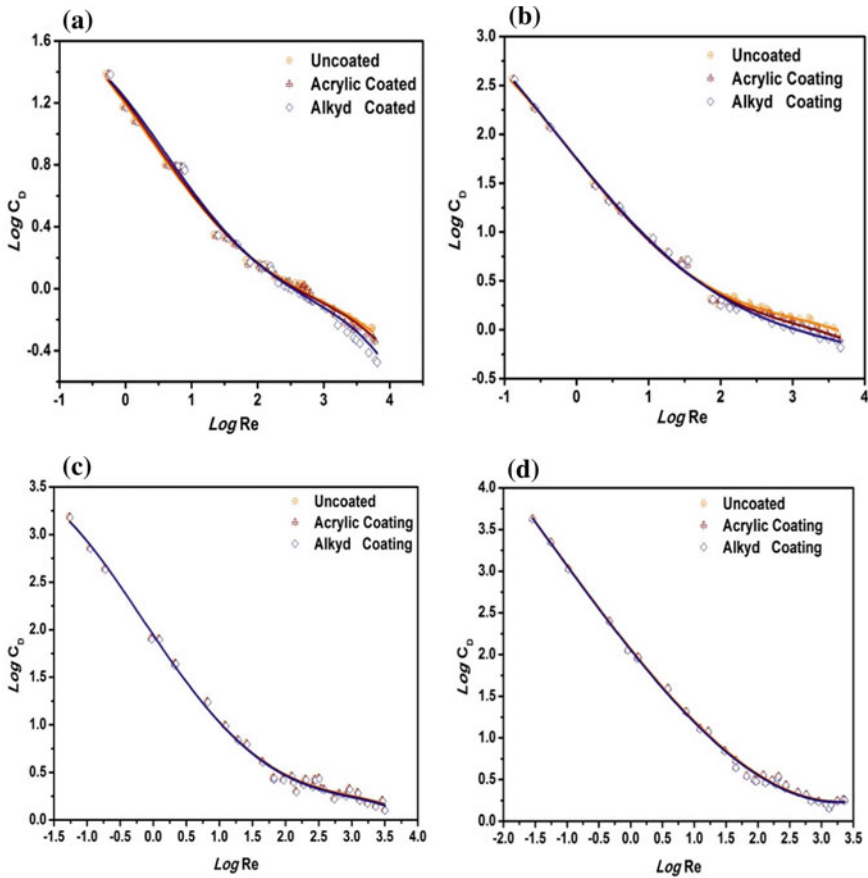 (a)
1.6
1.2
0.8
0.4
0.0
-0.4
Log C_D
-1 0 1 2 3 4 5
Log Re
Uncoated
Acrylic Coated
Alkyd Coated
(b)
3.0
2.5
2.0
1.5
1.0
0.5
0.0
-0.5
Log C_D
-1 0 1 2 3 4
Log Re
Uncoated
Acrylic Coating
Alkyd Coating
(c)
3.5
3.0
2.5
2.0
1.5
1.0
0.5
0.0
Log C_D
-1.5 -1.0 -0.5 0.0 0.5 1.0 1.5 2.0 2.5 3.0 3.5 4.0
Log Re
Uncoated
Acrylic Coating
Alkyd Coating
(d)
4.0
3.5
3.0
2.5
2.0
1.5
1.0
0.5
0.0
Log C_D
-2.0 -1.5 -1.0 -0.5 0.0 0.5 1.0 1.5 2.0 2.5 3.0 3.5
Log Re
Uncoated
Acrylic Coating
Alkyd Coating